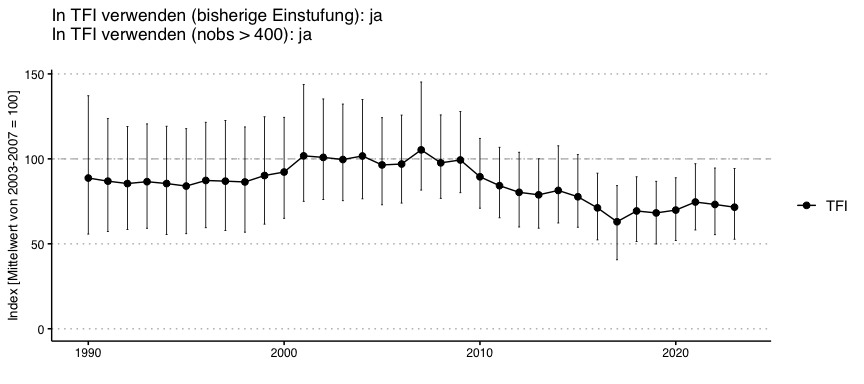 In TFI verwenden (bisherige Einstufung): ja
In TFI verwenden (nobs > 400): ja
Index [Mittelwert von 2003-2007 = 100]
150
100
50
0
1990
2000
2010
2020
TFI